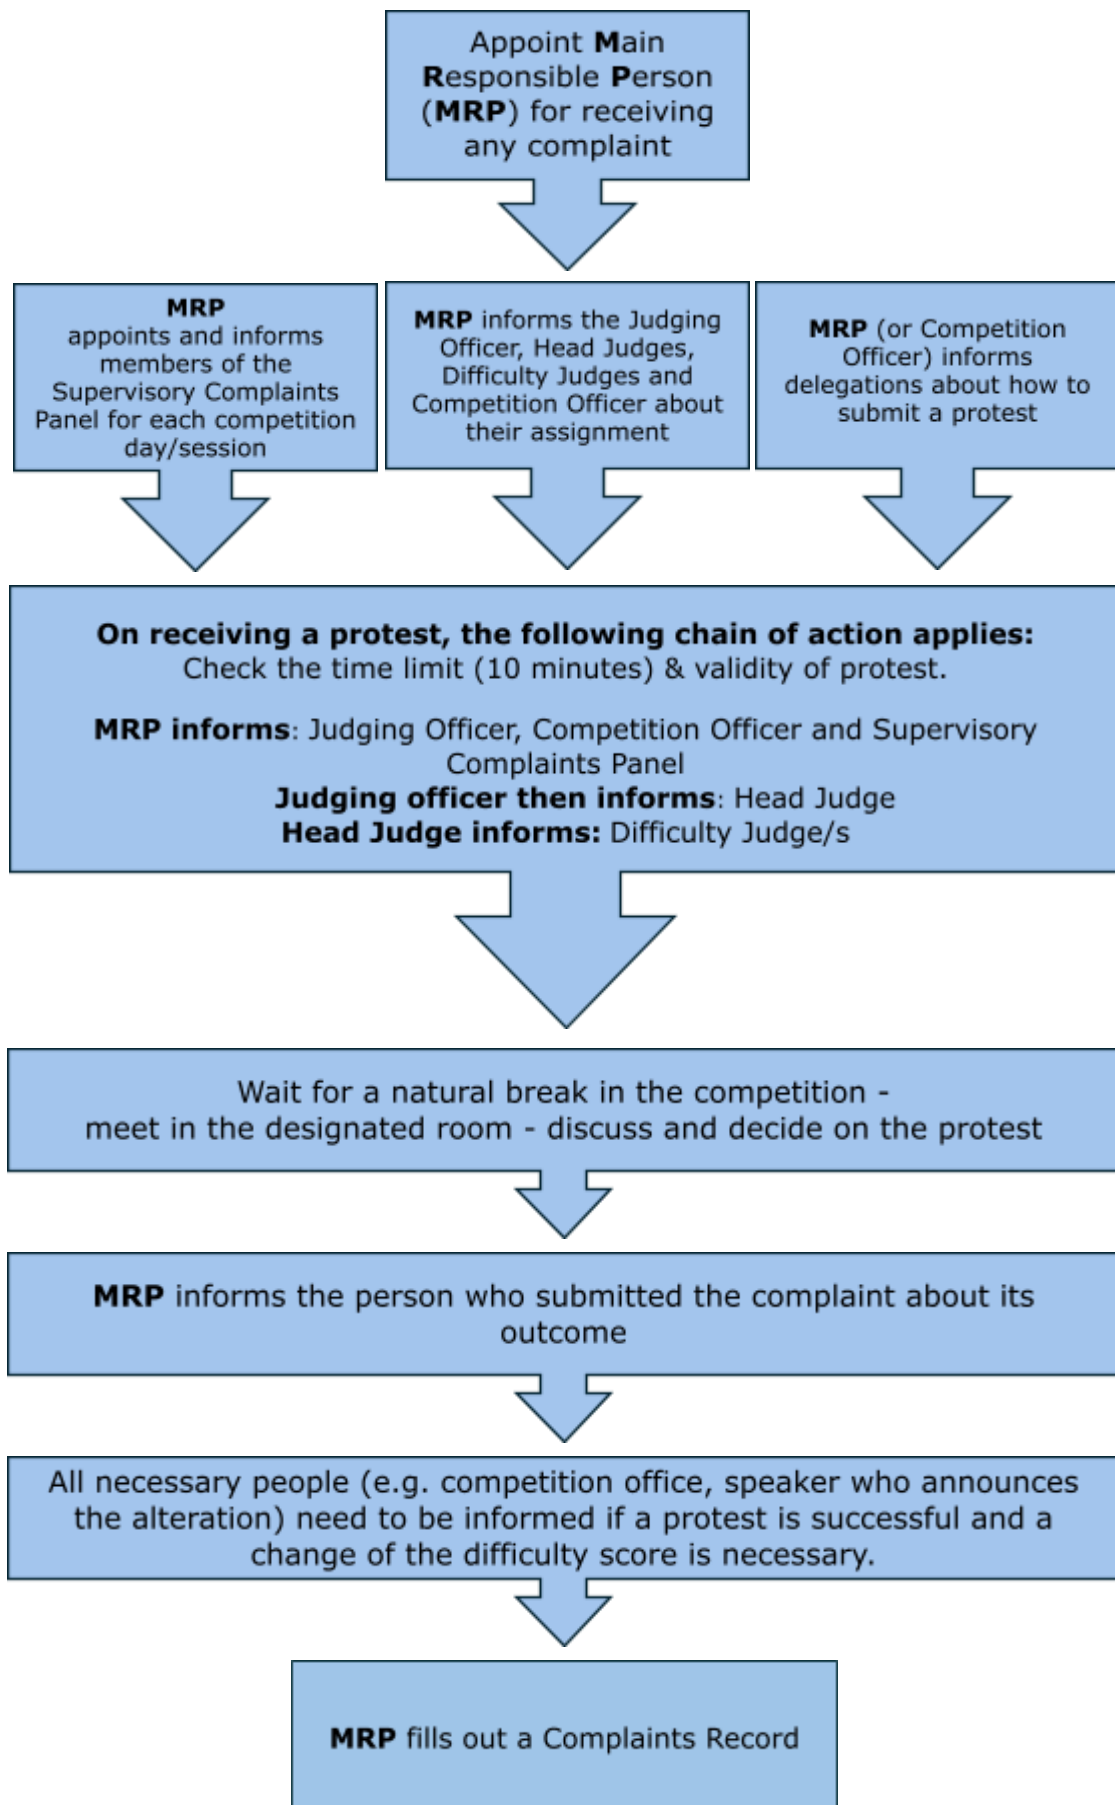 Appoint Main
Responsible Person
(MRP) for receiving
any complaint
MRP
appoints and informs
members of the
Supervisory Complaints
Panel for each competition
day/session
MRP informs the Judging
Officer, Head Judges,
Difficulty Judges and
Competition Officer about
their assignment
MRP (or Competition
Officer) informs
delegations about how to
submit a protest
On receiving a protest, the following chain of action applies:
Check the time limit (10 minutes) & validity of protest.
MRP informs: Judging Officer, Competition Officer and Supervisory
Complaints Panel
Judging officer then informs: Head Judge
Head Judge informs: Difficulty Judge/s
Wait for a natural break in the competition -
meet in the designated room - discuss and decide on the protest
MRP informs the person who submitted the complaint about its
outcome
All necessary people (e.g. competition office, speaker who announces
the alteration) need to be informed if a protest is successful and a
change of the difficulty score is necessary.
MRP fills out a Complaints Record